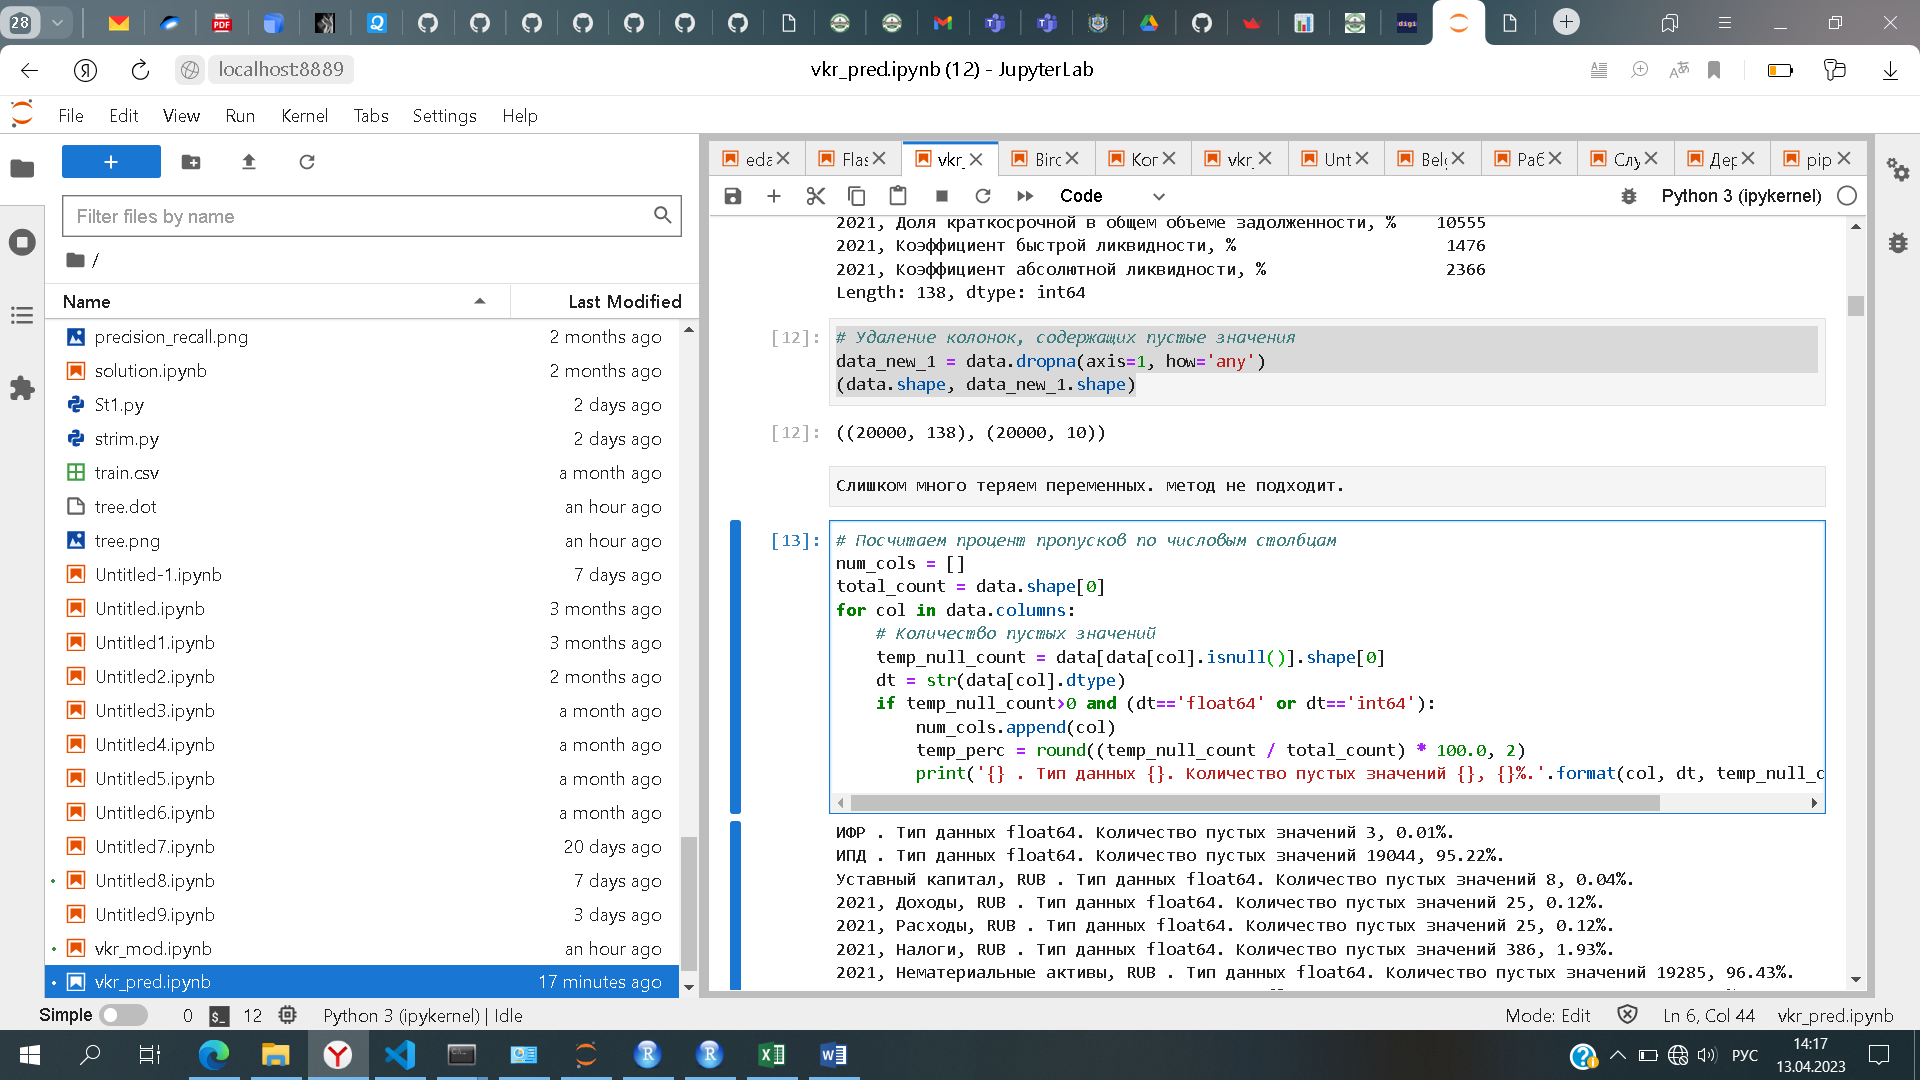 28
localhost:8889
vkr_pred.ipynb (12) - JupyterLab
File Edit View Run Kernel Tabs Settings Help
Filter files by name
/
Name Last Modified
precision_recall.png 2 months ago
solution.ipynb 2 months ago
St1.py 2 days ago
strim.py 2 days ago
train.csv a month ago
tree.dot an hour ago
tree.png an hour ago
Untitled-1.ipynb 7 days ago
Untitled.ipynb 3 months ago
Untitled1.ipynb 3 months ago
Untitled2.ipynb 2 months ago
Untitled3.ipynb a month ago
Untitled4.ipynb a month ago
Untitled5.ipynb a month ago
Untitled6.ipynb a month ago
Untitled7.ipynb 20 days ago
Untitled8.ipynb 7 days ago
Untitled9.ipynb 3 days ago
vkr_mod.ipynb an hour ago
vkr_pred.ipynb 17 minutes ago
eda Flas vkr_ Birc Kor vkr_ Unt Belg Раб Слу Дер pip
Code Python 3 (ipykernel)
2021, Доля краткосрочной в общем объеме задолженности, % 10555
2021, Коэффициент быстрой ликвидности, % 1476
2021, Коэффициент абсолютной ликвидности, % 2366
Length: 138, dtype: int64
[12]: # Удаление колонок, содержащих пустые значения
data_new_1 = data.dropna(axis=1, how='any')
(data.shape, data_new_1.shape)
[12]: ((20000, 138), (20000, 10))
Слишком много теряем переменных. метод не подходит.
[13]: # Посчитаем процент пропусков по числовым столбцам
num_cols = []
total_count = data.shape[0]
for col in data.columns:
# Количество пустых значений
temp_null_count = data[data[col].isnull()].shape[0]
dt = str(data[col].dtype)
if temp_null_count>0 and (dt=='float64' or dt=='int64'):
num_cols.append(col)
temp_perc = round((temp_null_count / total_count) * 100.0, 2)
print('{} . Тип данных {}. Количество пустых значений {}, {}%.'.format(col, dt, temp_null_c
ИФР . Тип данных float64. Количество пустых значений 3, 0.01%.
ИПД . Тип данных float64. Количество пустых значений 19044, 95.22%.
Уставный капитал, RUB . Тип данных float64. Количество пустых значений 8, 0.04%.
2021, Доходы, RUB . Тип данных float64. Количество пустых значений 25, 0.12%.
2021, Расходы, RUB . Тип данных float64. Количество пустых значений 25, 0.12%.
2021, Налоги, RUB . Тип данных float64. Количество пустых значений 386, 1.93%.
2021, Нематериальные активы, RUB . Тип данных float64. Количество пустых значений 19285, 96.43%.
Simple 0 12 Python 3 (ipykernel) | Idle Mode: Edit Ln 6, Col 44 vkr_pred.ipynb
РУС 14:17
13.04.2023